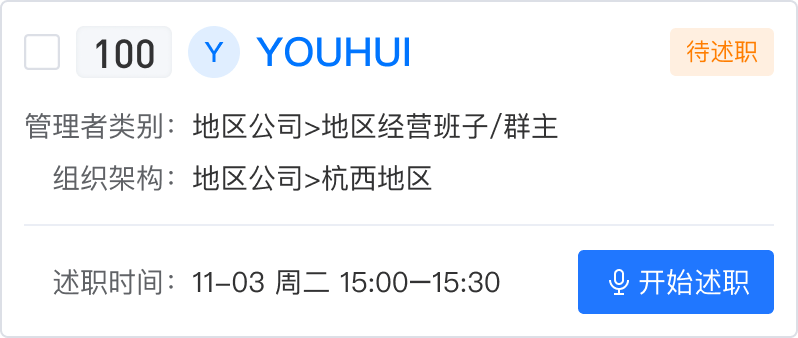 100 Y YOUHUI 待述职
管理者类别：地区公司>地区经营班子/群主
组织架构：地区公司>杭西地区
述职时间：11-03 周二 15:00—15:30 开始述职